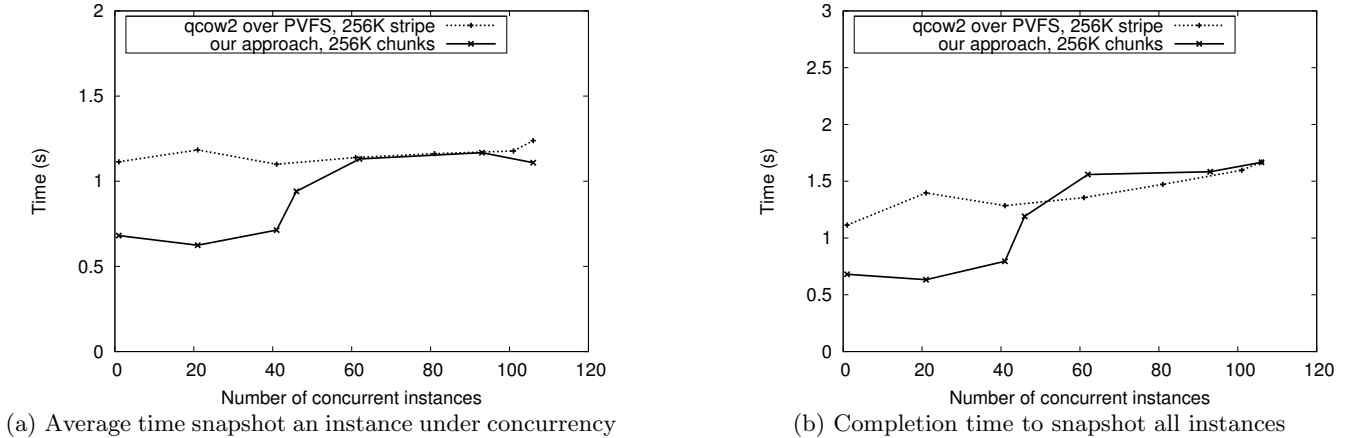 2
1.5
1
0.5
0
0 20 40 60 80 100 120
Time (s)
Number of concurrent instances
qcow2 over PVFS, 256K stripe
our approach, 256K chunks
(a) Average time snapshot an instance under concurrency
3
2.5
2
1.5
1
0.5
0
0 20 40 60 80 100 120
Time (s)
Number of concurrent instances
qcow2 over PVFS, 256K stripe
our approach, 256K chunks
(b) Completion time to snapshot all instances